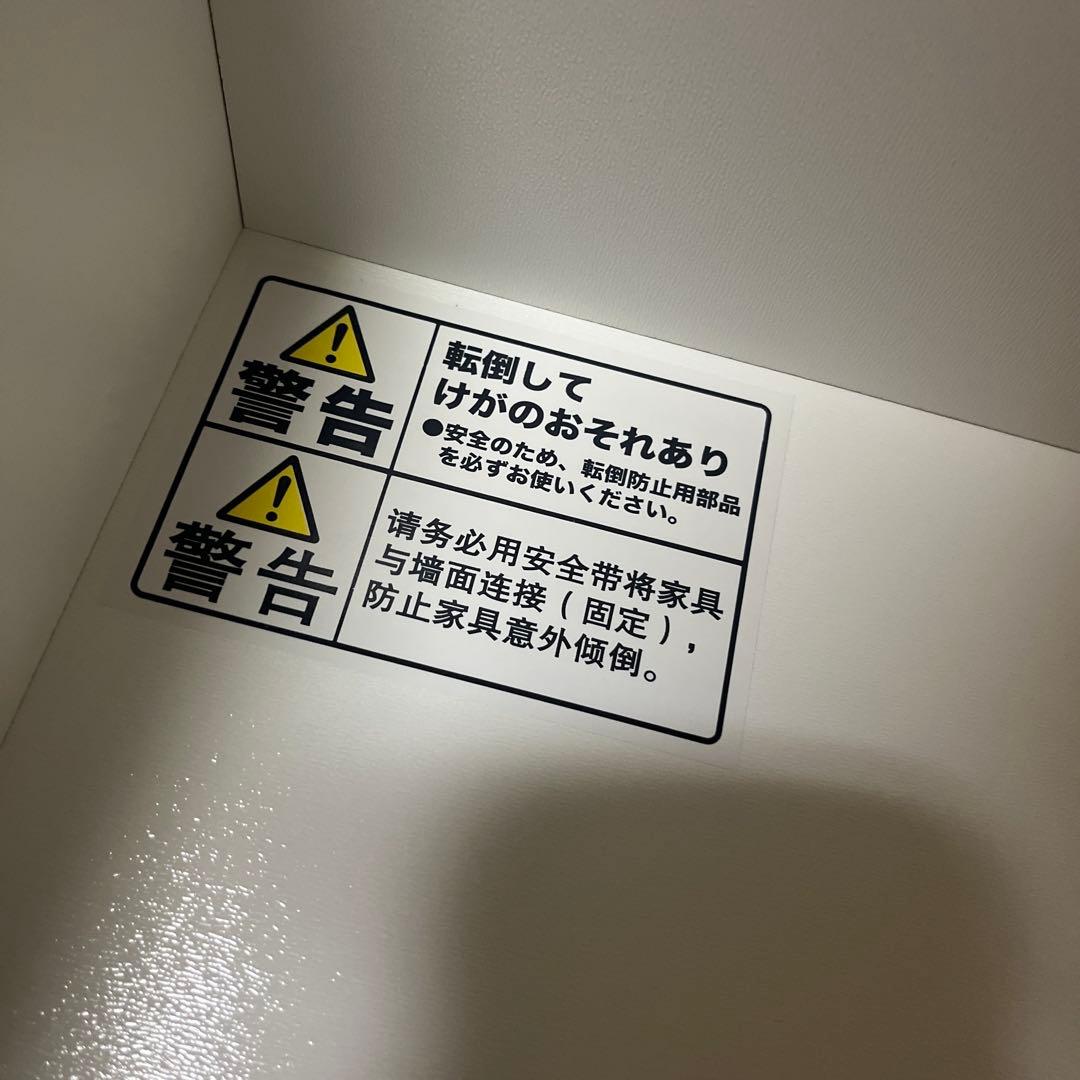 警告
転倒して
けがのおそれあり
●安全のため、転倒防止用部品
を必ずお使いください。
警告
请务必用安全带将家具
与墙面连接(固定),
防止家具意外倾倒。